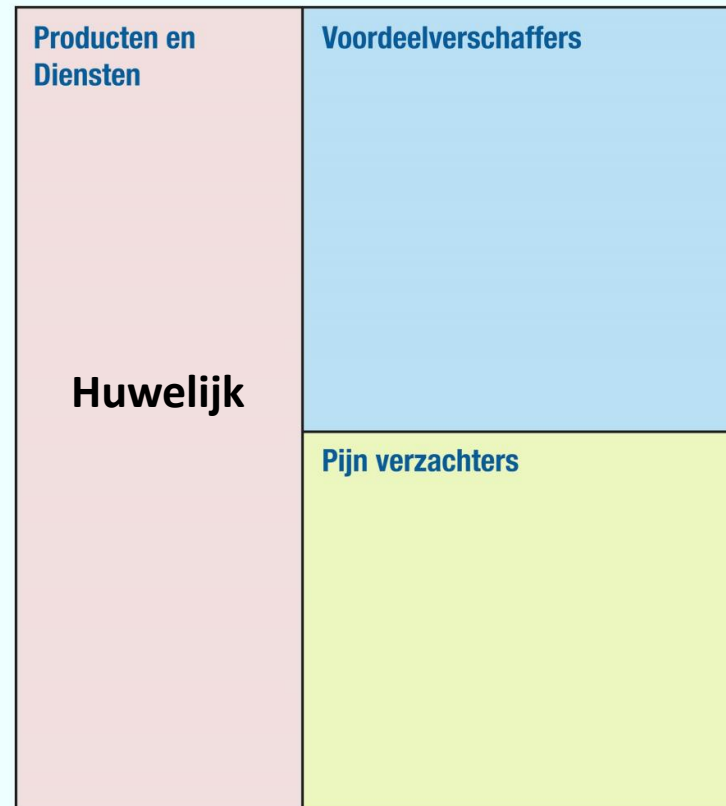 Producten en
Diensten
Voordeelverschaffers
Huwelijk
Pijn verzachters